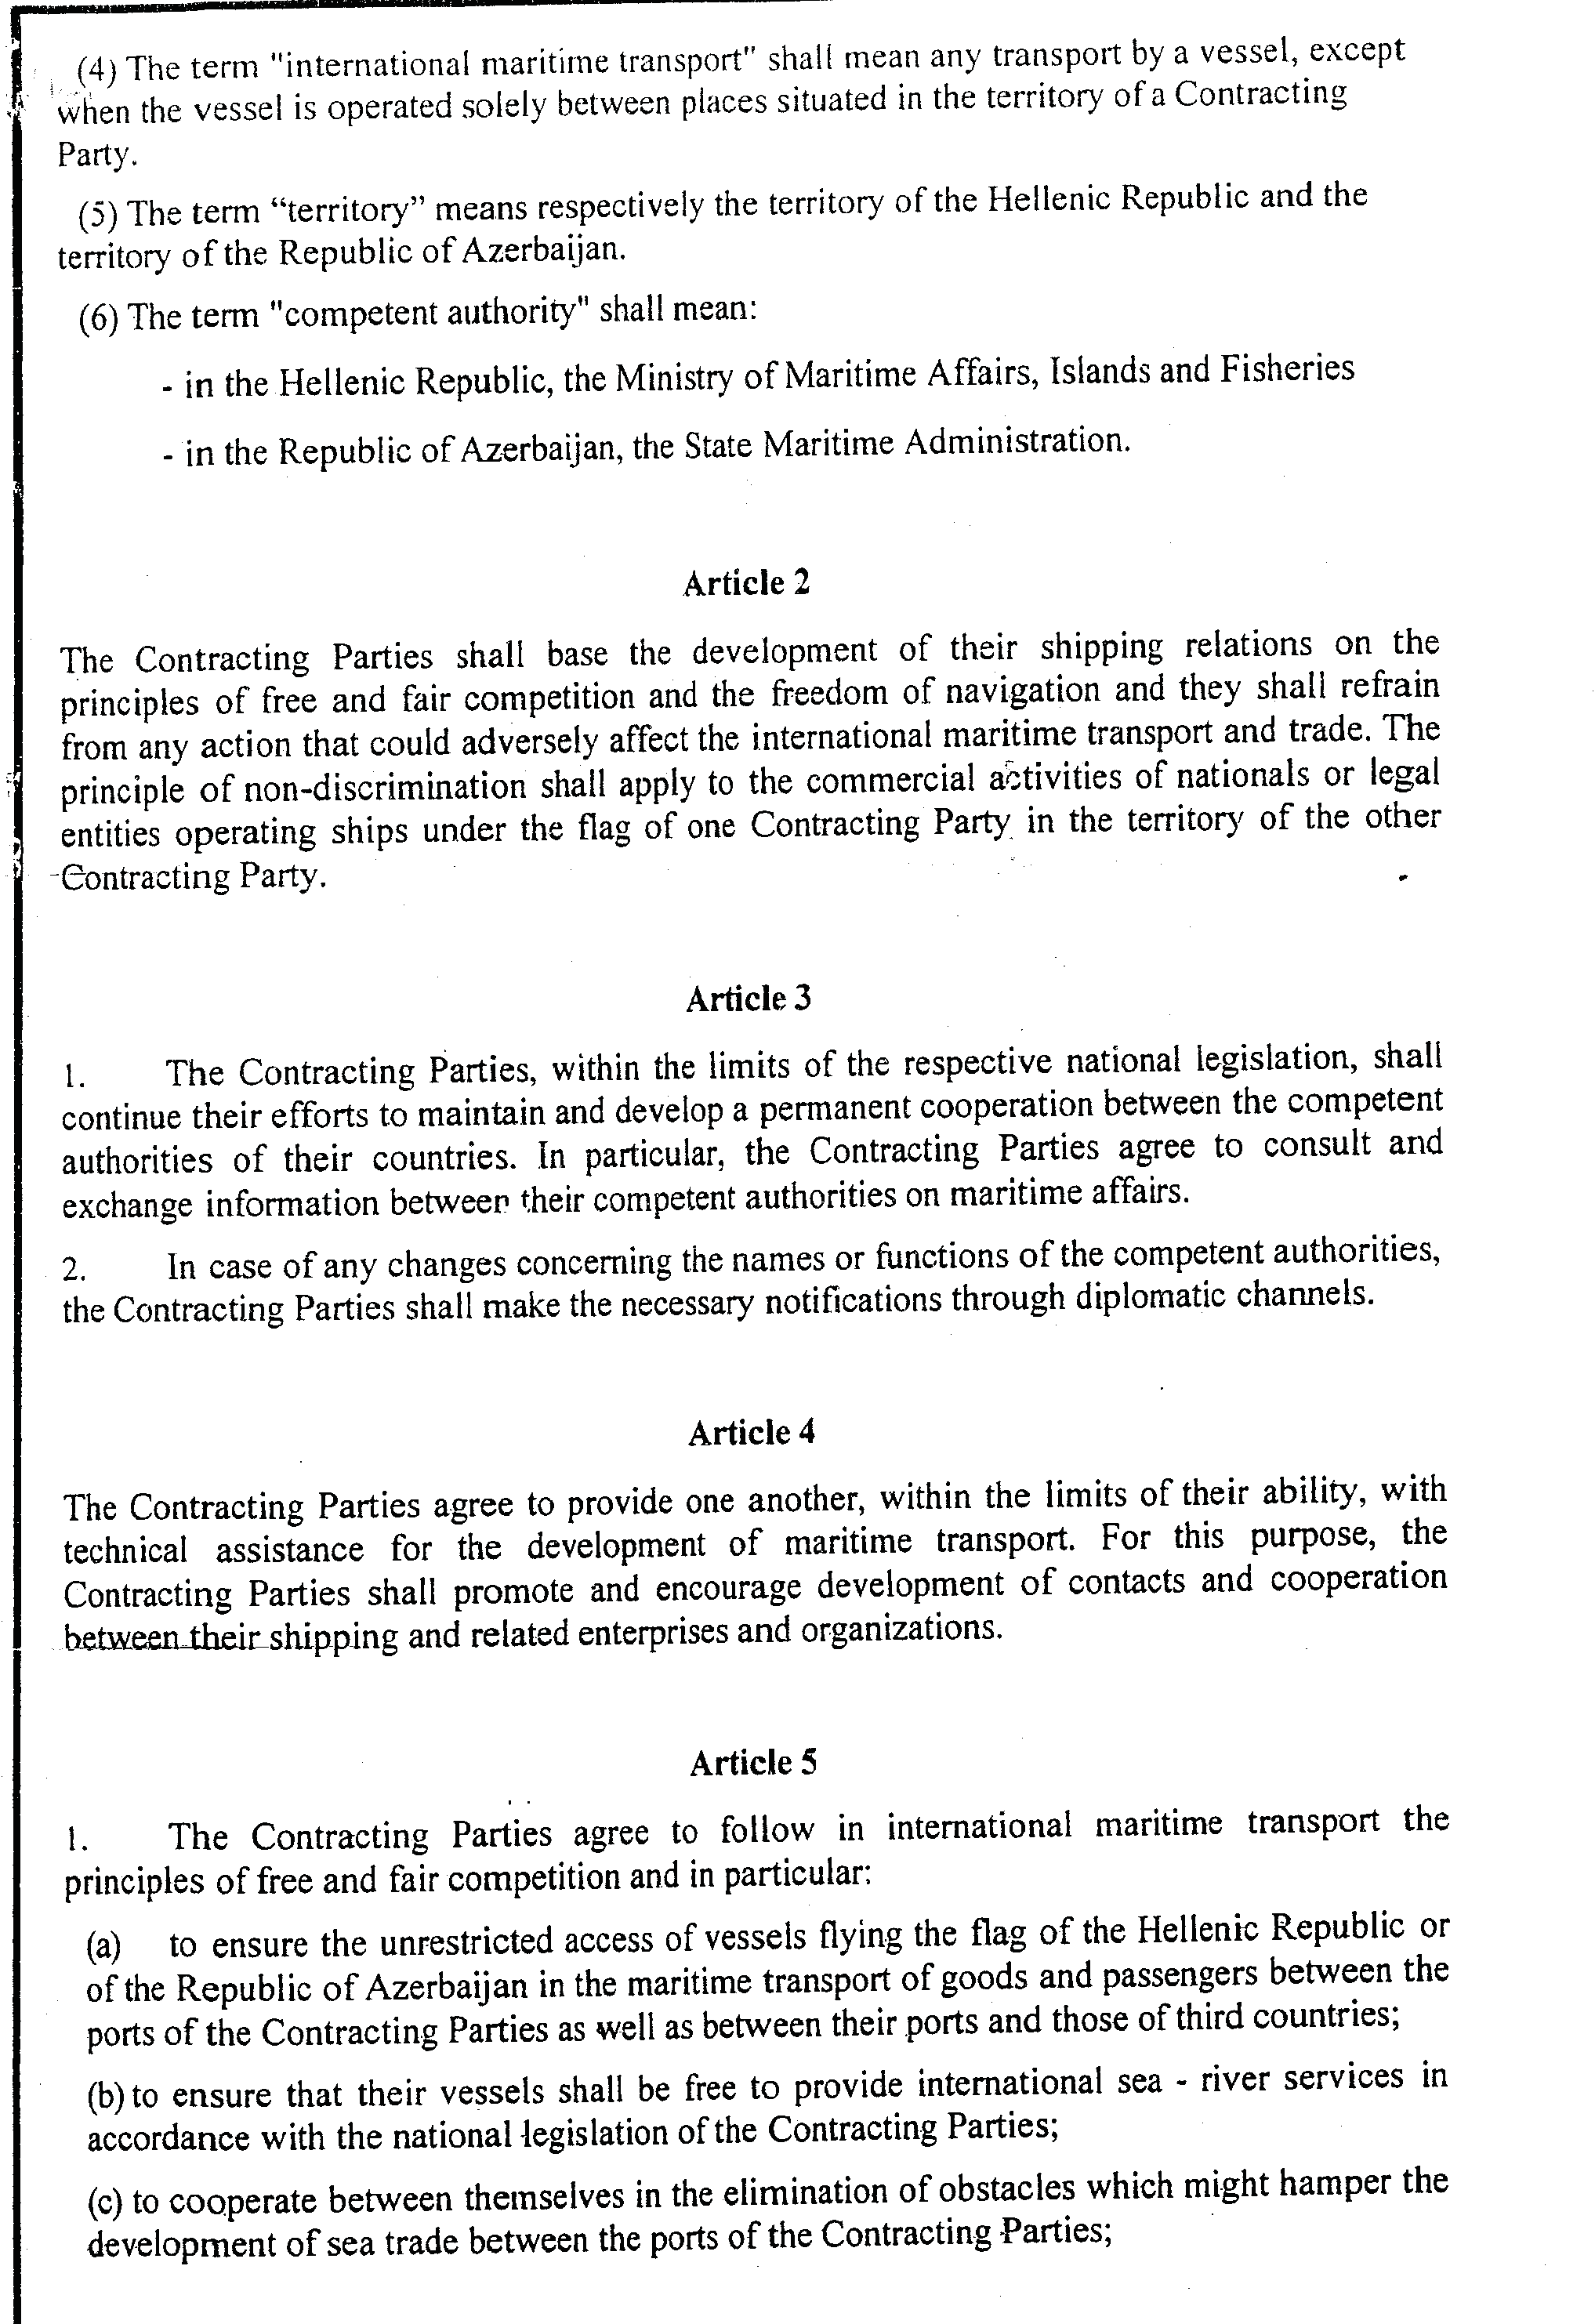 (4) The term "international maritime transport" shall mean any transport by a vessel, except
when the vessel is operated solely between places situated in the territory of a Contracting
Party.
(5) The term “territory” means respectively the territory of the Hellenic Republic and the
territory of the Republic of Azerbaijan.
(6) The term "competent authority" shall mean:
- in the Hellenic Republic, the Ministry of Maritime Affairs, Islands and Fisheries
- in the Republic of Azerbaijan, the State Maritime Administration.
Article 2
The Contracting Parties shall base the development of their shipping relations on the
principles of free and fair competition and the freedom of navigation and they shall refrain
from any action that could adversely affect the international maritime transport and trade. The
principle of non-discrimination shall apply to the commercial activities of nationals or legal
entities operating ships under the flag of one Contracting Party in the territory of the other
Contracting Party.
Article 3
1. The Contracting Parties, within the limits of the respective national legislation, shall
continue their efforts to maintain and develop a permanent cooperation between the competent
authorities of their countries. In particular, the Contracting Parties agree to consult and
exchange information between their competent authorities on maritime affairs.
2. In case of any changes concerning the names or functions of the competent authorities,
the Contracting Parties shall make the necessary notifications through diplomatic channels.
Article 4
The Contracting Parties agree to provide one another, within the limits of their ability, with
technical assistance for the development of maritime transport. For this purpose, the
Contracting Parties shall promote and encourage development of contacts and cooperation
between their shipping and related enterprises and organizations.
Article 5
1. The Contracting Parties agree to follow in international maritime transport the
principles of free and fair competition and in particular:
(a) to ensure the unrestricted access of vessels flying the flag of the Hellenic Republic or
of the Republic of Azerbaijan in the maritime transport of goods and passengers between the
ports of the Contracting Parties as well as between their ports and those of third countries;
(b) to ensure that their vessels shall be free to provide international sea - river services in
accordance with the national legislation of the Contracting Parties;
(c) to cooperate between themselves in the elimination of obstacles which might hamper the
development of sea trade between the ports of the Contracting Parties;